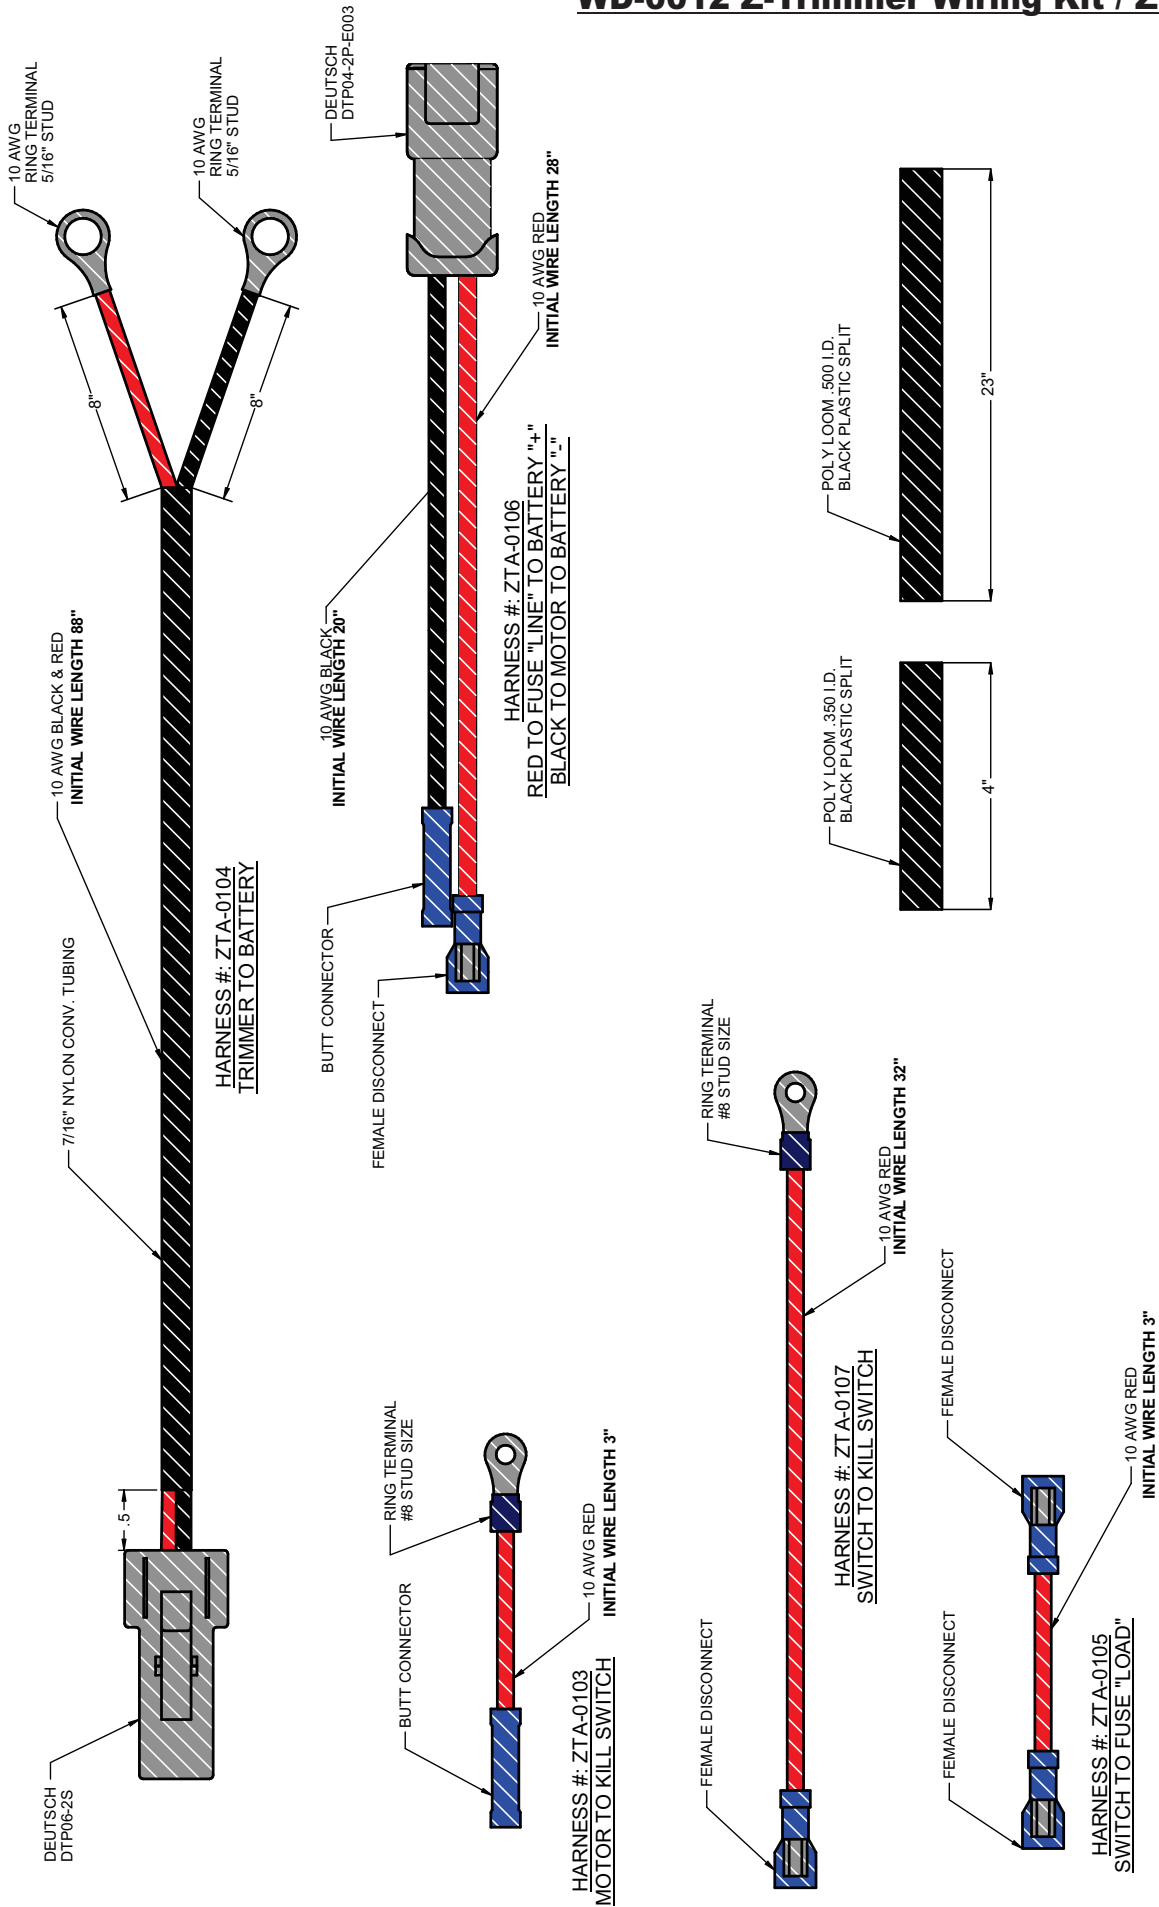 WD-0012 Z-Trimmer Wiring Kit / Z
10 AWG
RING TERMINAL
5/16" STUD
10 AWG
RING TERMINAL
5/16" STUD
8"
8"
10 AWG BLACK & RED
INITIAL WIRE LENGTH 88"
7/16" NYLON CONV. TUBING
.5
DEUTSCH
DTP06-2S
HARNESS #: ZTA-0104
TRIMMER TO BATTERY
DEUTSCH
DTP04-2P-E003
10 AWG RED
INITIAL WIRE LENGTH 28"
10 AWG BLACK
INITIAL WIRE LENGTH 20"
BUTT CONNECTOR
FEMALE DISCONNECT
HARNESS #: ZTA-0106
RED TO FUSE "LINE" TO BATTERY "+"
BLACK TO MOTOR TO BATTERY "-"
RING TERMINAL
#8 STUD SIZE
BUTT CONNECTOR
10 AWG RED
INITIAL WIRE LENGTH 3"
HARNESS #: ZTA-0103
MOTOR TO KILL SWITCH
RING TERMINAL
#8 STUD SIZE
FEMALE DISCONNECT
10 AWG RED
INITIAL WIRE LENGTH 32"
HARNESS #: ZTA-0107
SWITCH TO KILL SWITCH
FEMALE DISCONNECT
FEMALE DISCONNECT
10 AWG RED
INITIAL WIRE LENGTH 3"
HARNESS #: ZTA-0105
SWITCH TO FUSE "LOAD"
POLY LOOM .350 I.D.
BLACK PLASTIC SPLIT
4"
POLY LOOM .500 I.D.
BLACK PLASTIC SPLIT
23"